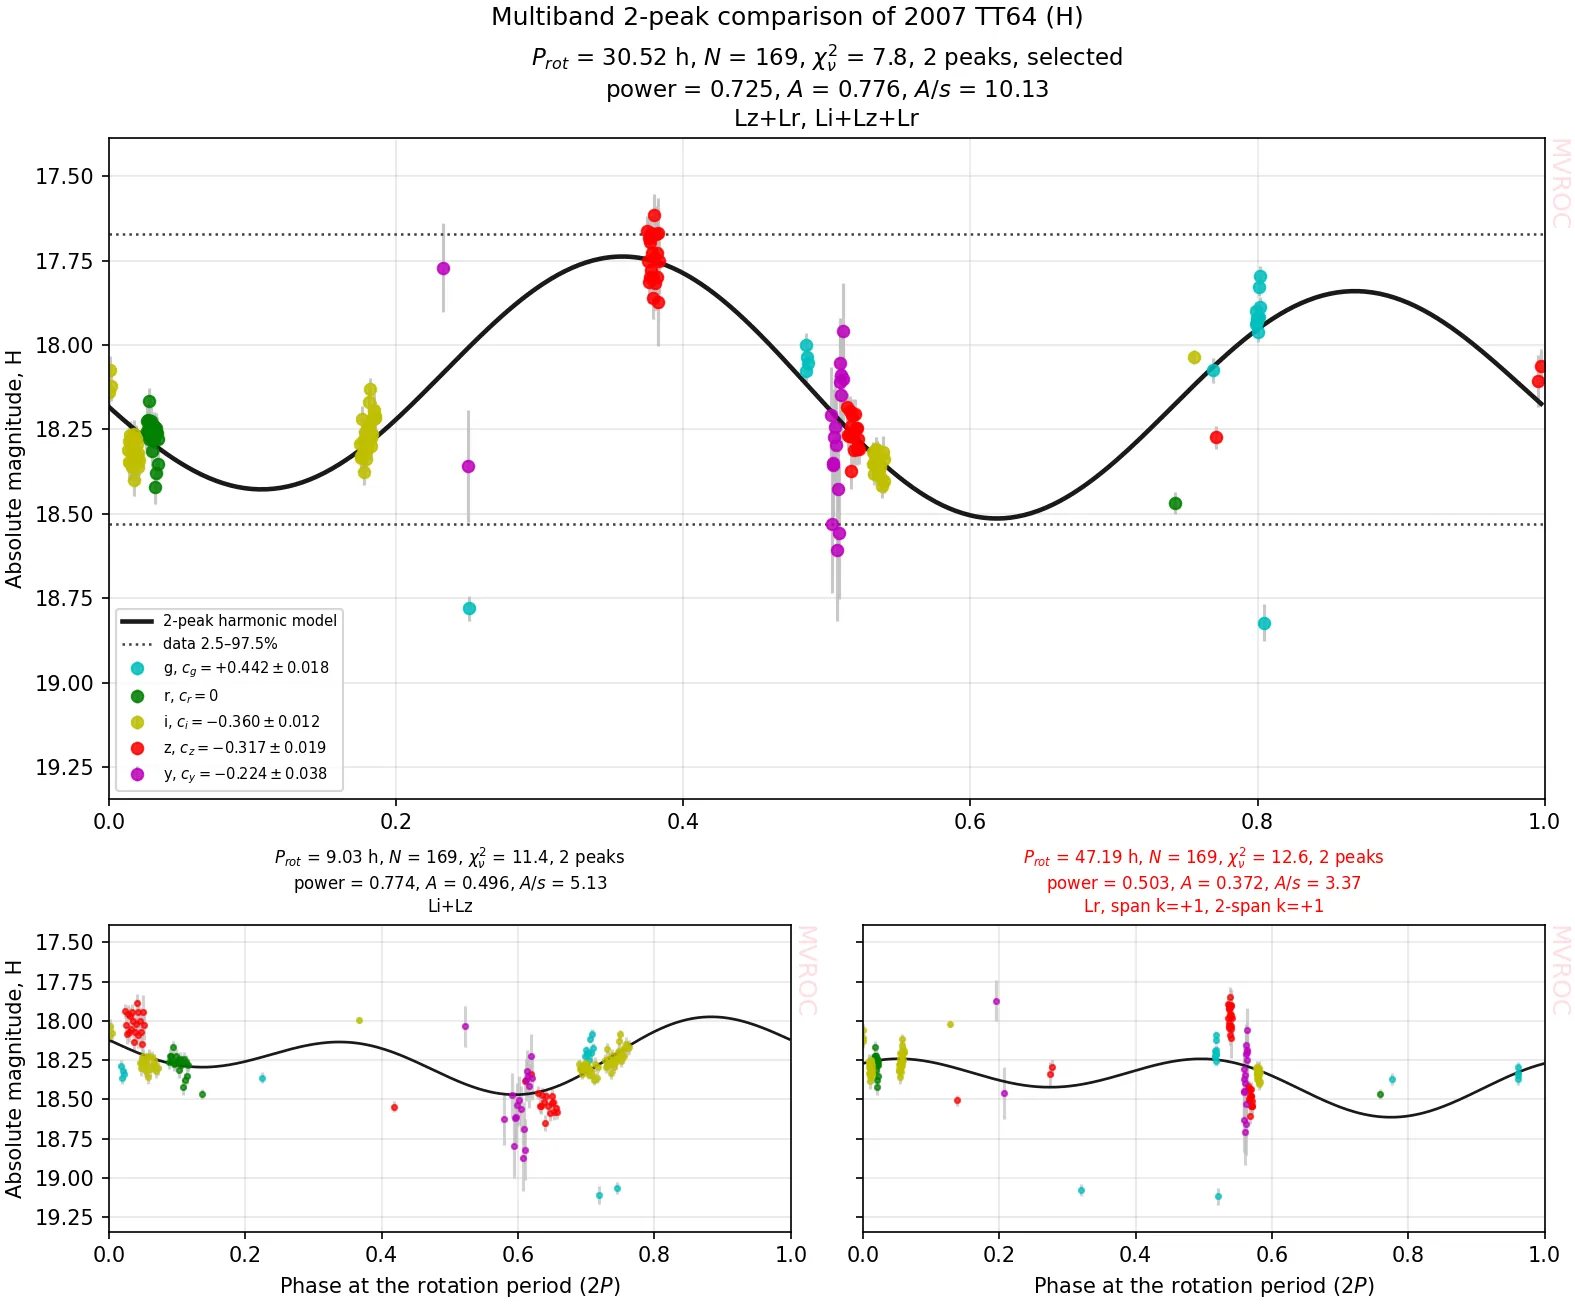 Multiband 2-peak comparison of 2007 TT64 (H)
P_rot = 30.52 h, N = 169, χ²_ν = 7.8, 2 peaks, selected
power = 0.725, A = 0.776, A/s = 10.13
Lz+Lr, Li+Lz+Lr
MVROC
Absolute magnitude, H
17.50
17.75
18.00
18.25
18.50
18.75
19.00
19.25
2-peak harmonic model
data 2.5–97.5%
g, c_g = +0.442 ± 0.018
r, c_r = 0
i, c_i = −0.360 ± 0.012
z, c_z = −0.317 ± 0.019
y, c_y = −0.224 ± 0.038
0.0 0.2 0.4 0.6 0.8 1.0
P_rot = 9.03 h, N = 169, χ²_ν = 11.4, 2 peaks
power = 0.774, A = 0.496, A/s = 5.13
Li+Lz
MVROC
Absolute magnitude, H
17.50
17.75
18.00
18.25
18.50
18.75
19.00
19.25
0.0 0.2 0.4 0.6 0.8 1.0
Phase at the rotation period (2P)
P_rot = 47.19 h, N = 169, χ²_ν = 12.6, 2 peaks
power = 0.503, A = 0.372, A/s = 3.37
Lr, span k=+1, 2-span k=+1
MVROC
0.0 0.2 0.4 0.6 0.8 1.0
Phase at the rotation period (2P)